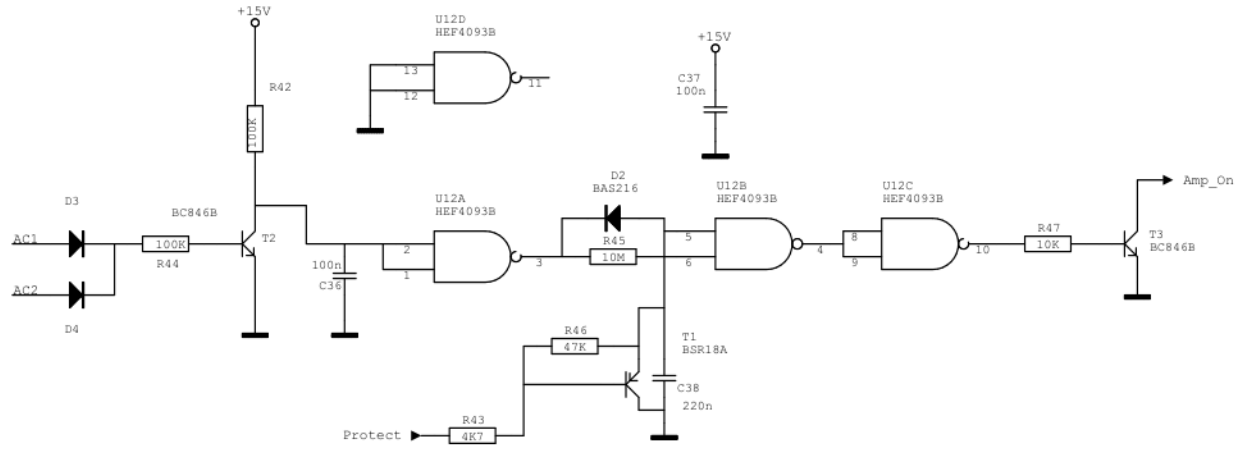 +15V
U12D
HEF4093B
13
12
11
+15V
C37
100n
R42
100K
D3
BC846B
AC1
100K
R44
T2
AC2
D4
100n
C36
U12A
HEF4093B
2
1
3
D2
BAS216
R45
10M
U12B
HEF4093B
5
6
4
U12C
HEF4093B
8
9
10
R47
10K
Amp_On
T3
BC846B
R46
47K
T1
BSR18A
C38
220n
Protect
R43
4K7